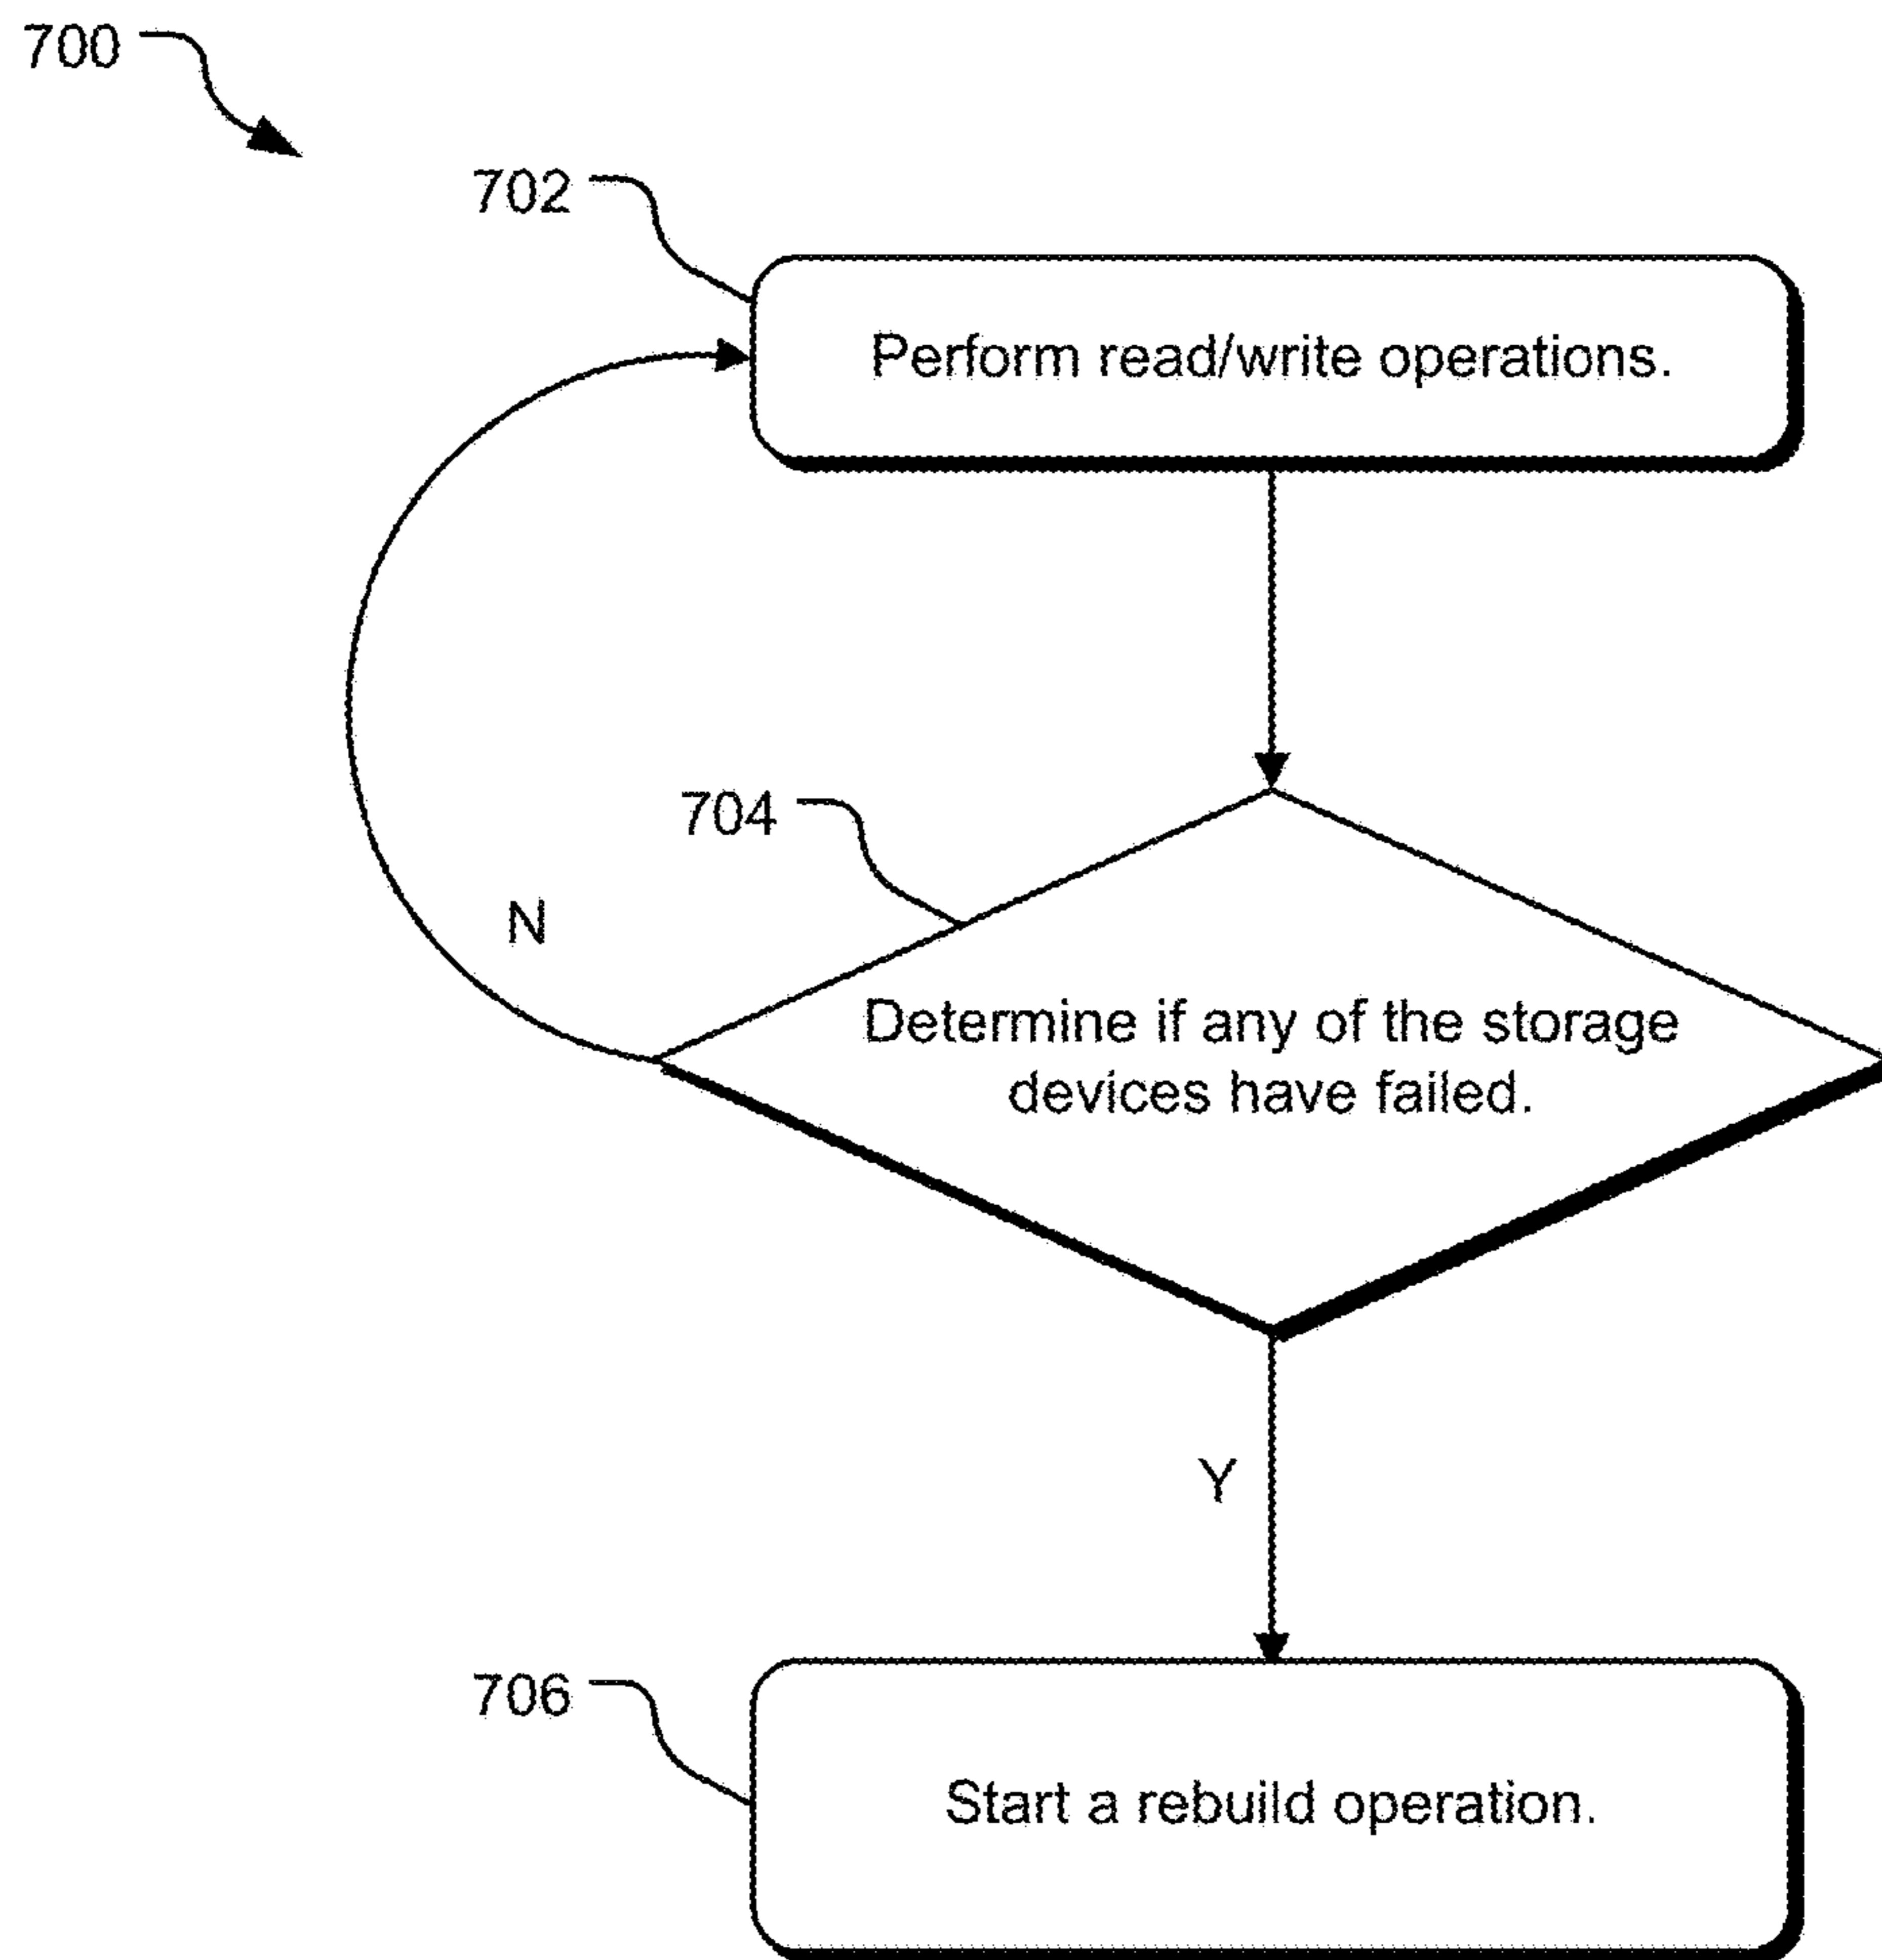 700
702
Perform read/write operations.
704
N
Determine if any of the storage
devices have failed.
Y
706
Start a rebuild operation.